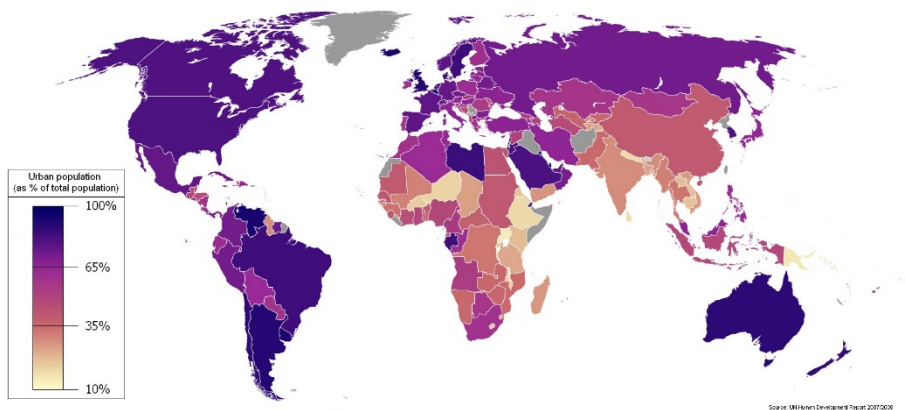 Urban population
(as % of total population)
100%
65%
35%
10%
Source: UN Human Development Report 2007/2008